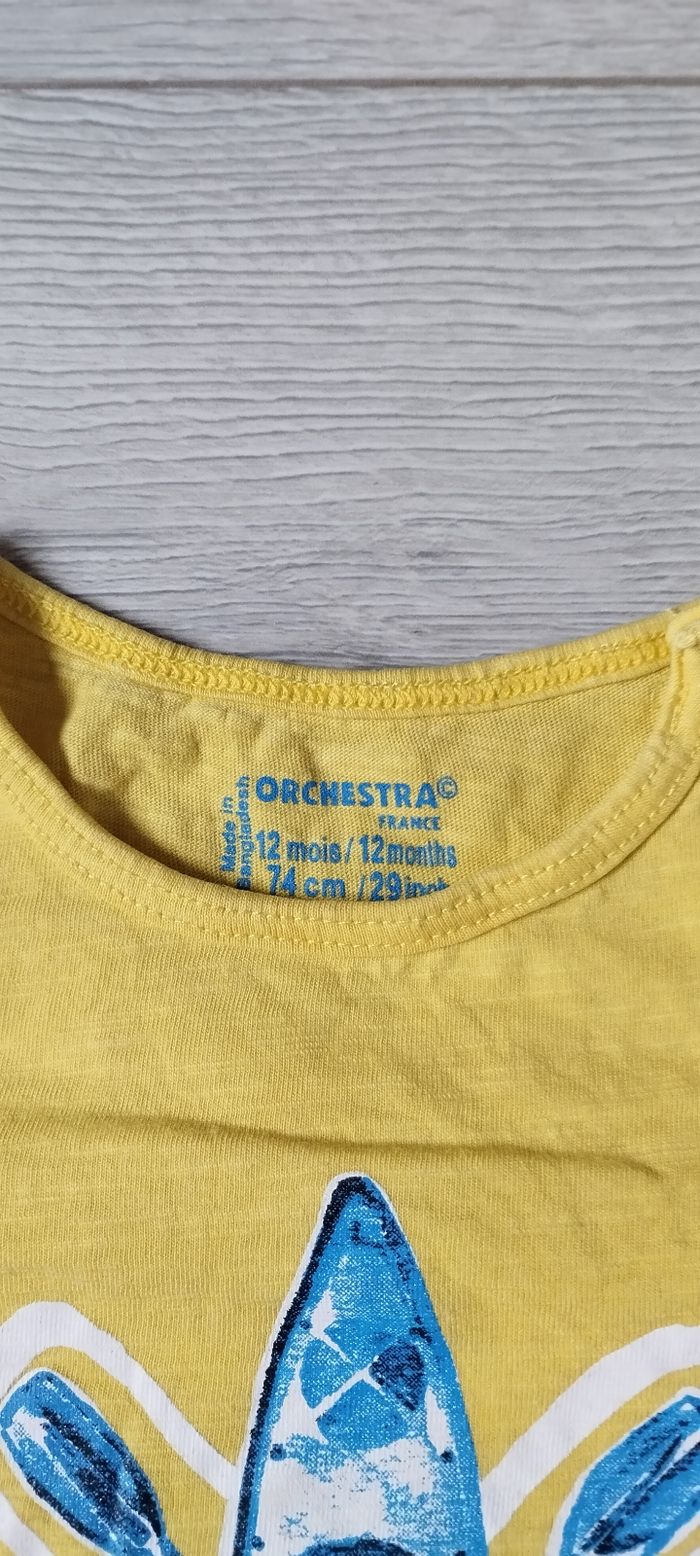 ORCHESTRA©
FRANCE
12 mois / 12 months
74 cm / 29 inch
Made in
Bangladesh